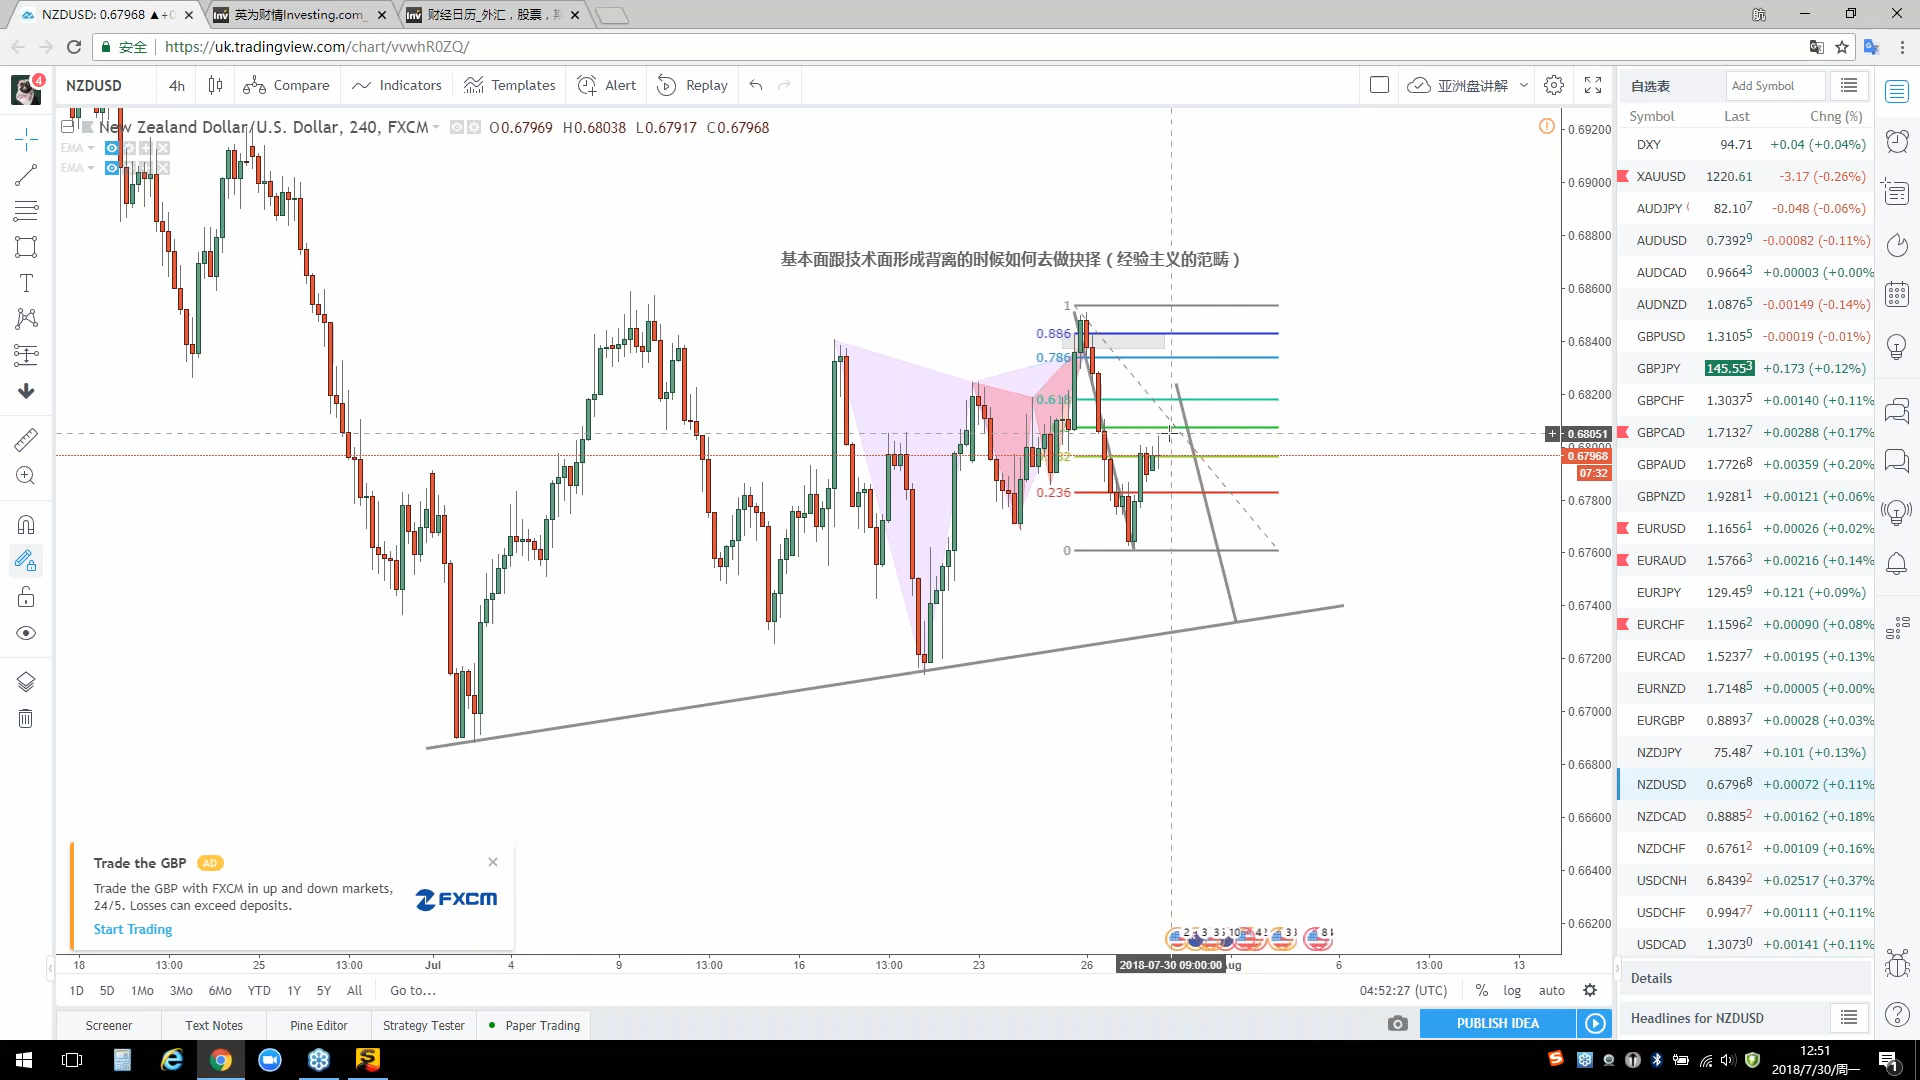 NZDUSD: 0.67968 ▲+0
英为财情Investing.com_
财经日历_外汇，股票，
航
安全 https://uk.tradingview.com/chart/vvwhR0ZQ/
4
NZDUSD 4h Compare Indicators Templates Alert Replay 亚洲盘讲解
New Zealand Dollar/U.S. Dollar, 240, FXCM O0.67969 H0.68038 L0.67917 C0.67968
EMA
EMA
基本面跟技术面形成背离的时候如何去做抉择（经验主义的范畴）
1
0.886
0.786
0.618
0.236
0
0.69200
0.69000
0.68800
0.68600
0.68400
0.68200
0.68051
0.67968
07:32
0.67800
0.67600
0.67400
0.67200
0.67000
0.66800
0.66600
0.66400
0.66200
Trade the GBP AD
Trade the GBP with FXCM in up and down markets,
24/5. Losses can exceed deposits.
FXCM
Start Trading
18 13:00 25 13:00 Jul 4 9 13:00 16 13:00 23 26 2018-07-30 09:00:00 6 13:00 13
1D 5D 1Mo 3Mo 6Mo YTD 1Y 5Y All Go to... 04:52:27 (UTC) % log auto
Screener Text Notes Pine Editor Strategy Tester Paper Trading PUBLISH IDEA
自选表 Add Symbol
Symbol Last Chng (%)
DXY 94.71 +0.04 (+0.04%)
XAUUSD 1220.61 -3.17 (-0.26%)
AUDJPY 82.107 -0.048 (-0.06%)
AUDUSD 0.73929 -0.00082 (-0.11%)
AUDCAD 0.96643 +0.00003 (+0.00%
AUDNZD 1.08765 -0.00149 (-0.14%)
GBPUSD 1.31055 -0.00019 (-0.01%)
GBPJPY 145.553 +0.173 (+0.12%)
GBPCHF 1.30375 +0.00140 (+0.11%
GBPCAD 1.71327 +0.00288 (+0.17%
GBPAUD 1.77268 +0.00359 (+0.20%
GBPNZD 1.92811 +0.00121 (+0.06%
EURUSD 1.16561 +0.00026 (+0.02%
EURAUD 1.57663 +0.00216 (+0.14%
EURJPY 129.459 +0.121 (+0.09%)
EURCHF 1.15962 +0.00090 (+0.08%
EURCAD 1.52377 +0.00195 (+0.13%
EURNZD 1.71485 +0.00005 (+0.00%
EURGBP 0.88937 +0.00028 (+0.03%
NZDJPY 75.487 +0.101 (+0.13%)
NZDUSD 0.67968 +0.00072 (+0.11%
NZDCAD 0.88852 +0.00162 (+0.18%
NZDCHF 0.67612 +0.00109 (+0.16%
USDCNH 6.84392 +0.02517 (+0.37%
USDCHF 0.99477 +0.00111 (+0.11%
USDCAD 1.30730 +0.00141 (+0.11%
Details
Headlines for NZDUSD
12:51
2018/7/30/周一
1